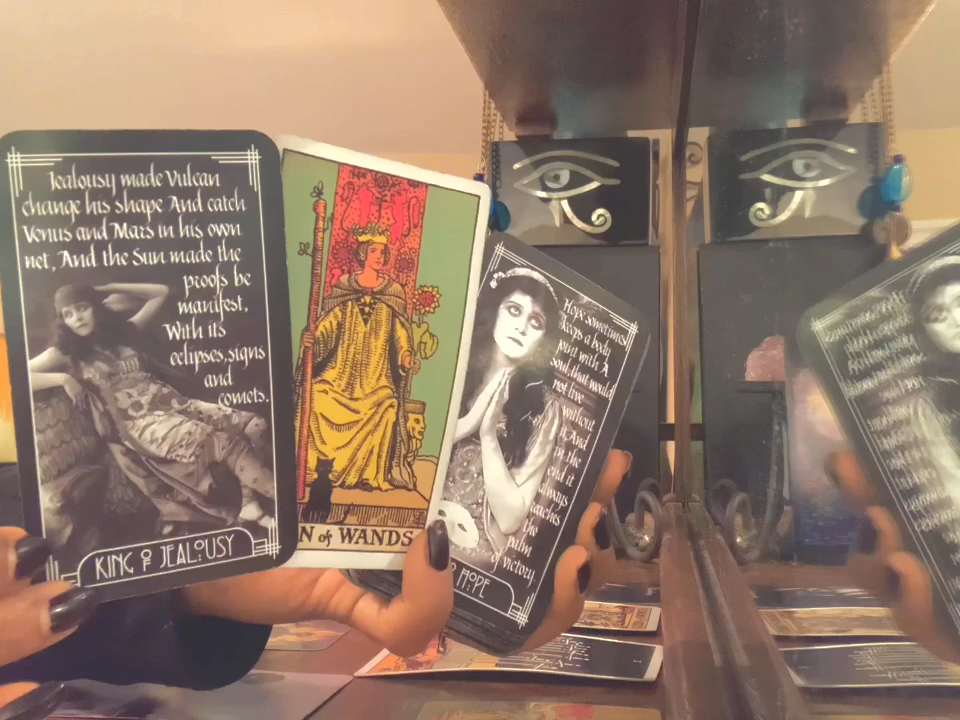 Jealousy made Vulcan
change his shape And catch
Venus and Mars in his own
net, And the Sun made the
proofs be
manifest,
With its
eclipses, signs
and
comets.
KING OF JEALOUSY
N of WANDS
Hope sometimes
keeps a body
joint with A
soul, that would
not live
without
it. And
in the
end it
always
reaches
the
palm
of victory.
HOPE